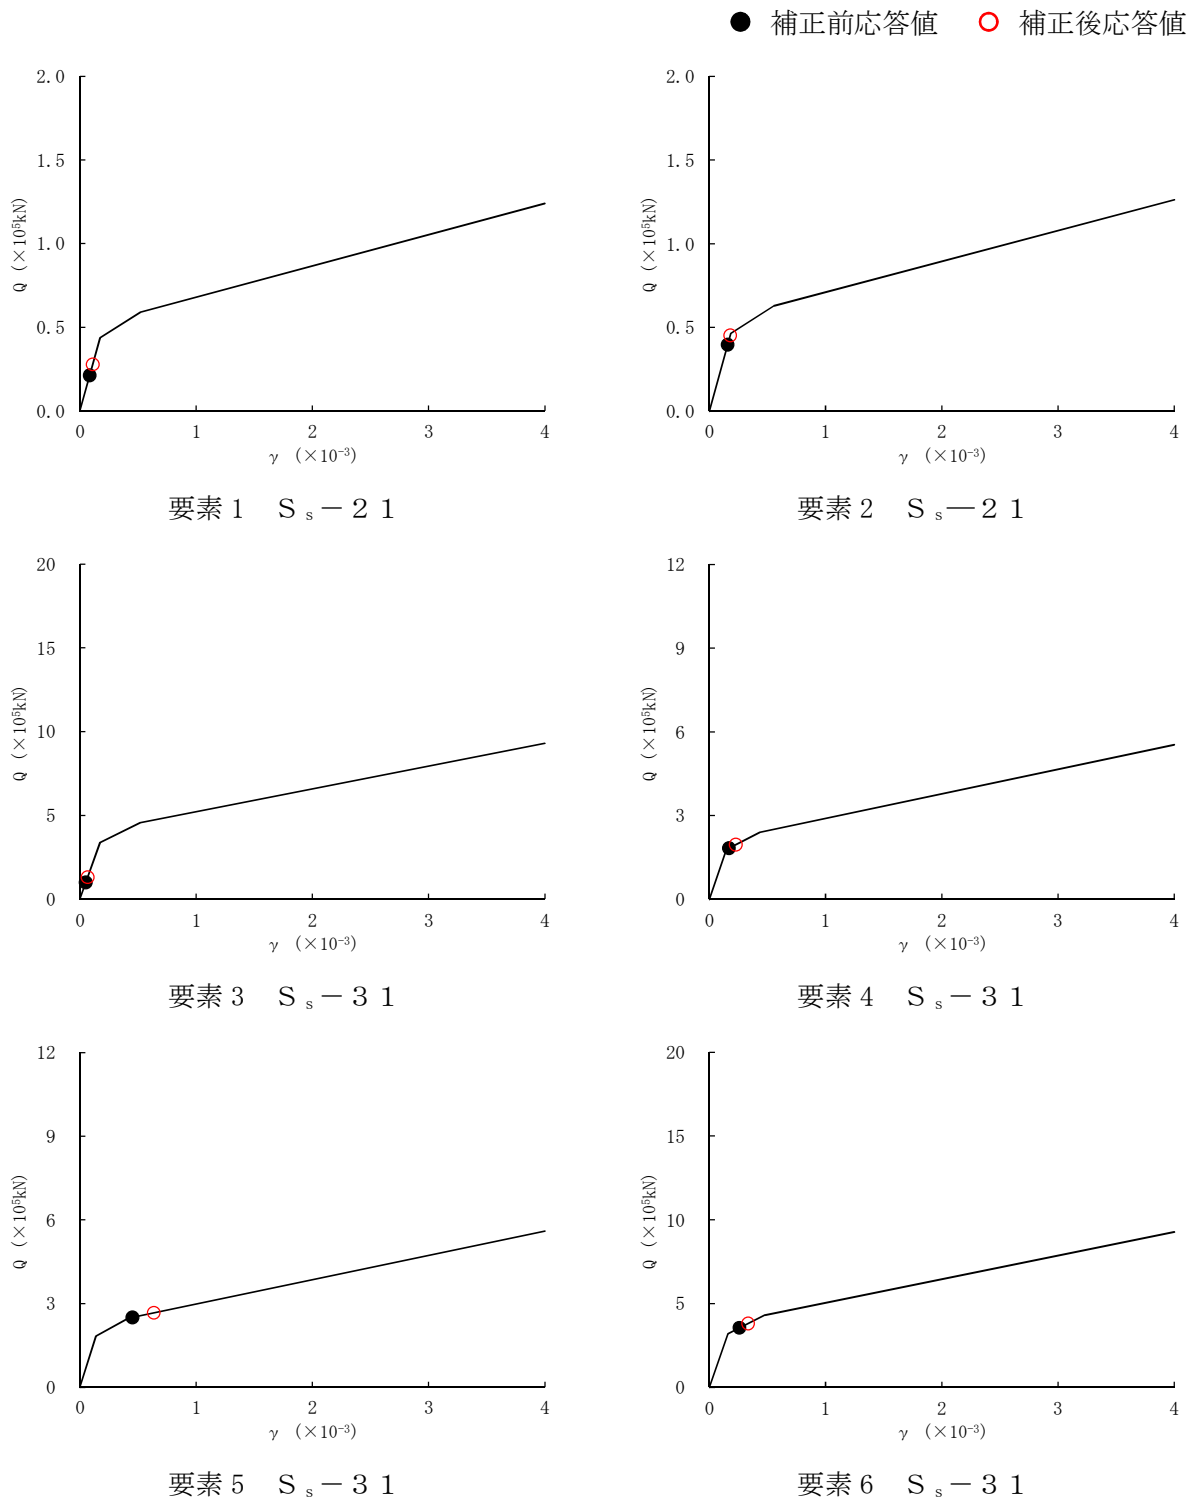 補正前応答値　補正後応答値
2.0
1.5
1.0
0.5
0.0
Q (×10⁵kN)
0 1 2 3 4
γ (×10⁻³)
要素1　Ｓｓ－２１
2.0
1.5
1.0
0.5
0.0
Q (×10⁵kN)
0 1 2 3 4
γ (×10⁻³)
要素2　Ｓｓ―２１
20
15
10
5
0
Q (×10⁵kN)
0 1 2 3 4
γ (×10⁻³)
要素3　Ｓｓ－３１
12
9
6
3
0
Q (×10⁵kN)
0 1 2 3 4
γ (×10⁻³)
要素4　Ｓｓ－３１
12
9
6
3
0
Q (×10⁵kN)
0 1 2 3 4
γ (×10⁻³)
要素5　Ｓｓ－３１
20
15
10
5
0
Q (×10⁵kN)
0 1 2 3 4
γ (×10⁻³)
要素6　Ｓｓ－３１